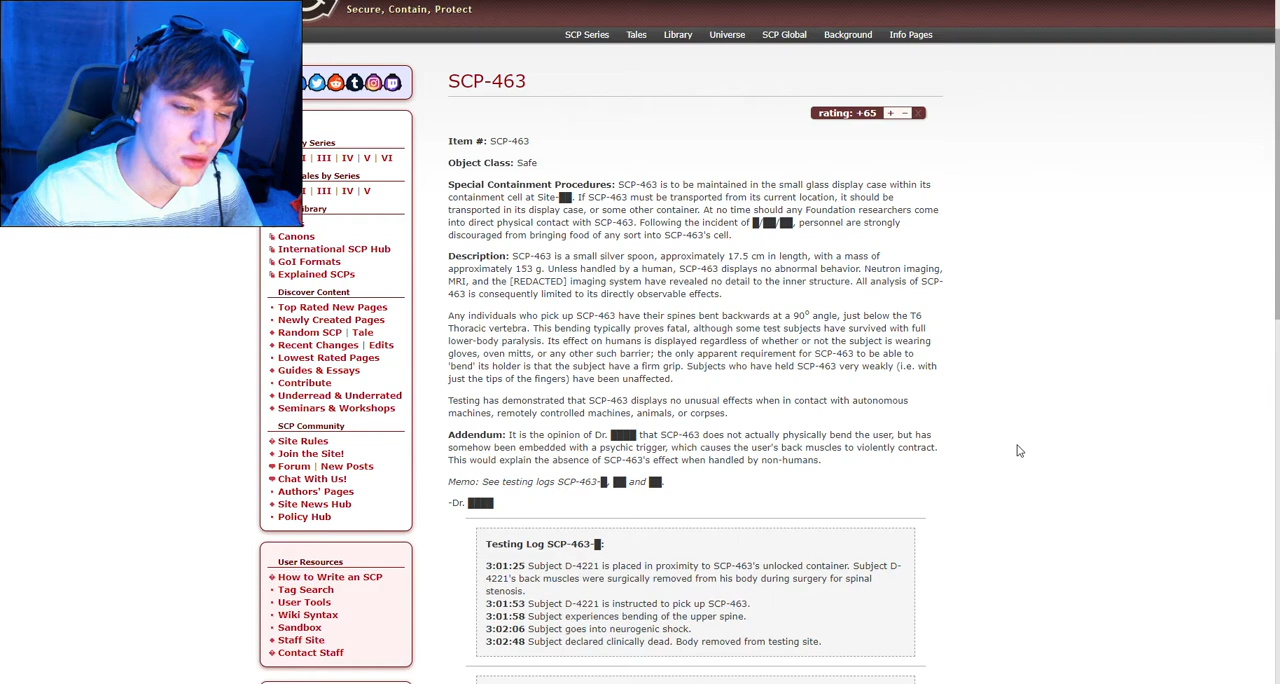 Secure, Contain, Protect
SCP Series Tales Library Universe SCP Global Background Info Pages
SCP-463
rating: +65 + − X
Item #: SCP-463
Object Class: Safe
Special Containment Procedures: SCP-463 is to be maintained in the small glass display case within its
containment cell at Site-██. If SCP-463 must be transported from its current location, it should be
transported in its display case, or some other container. At no time should any Foundation researchers come
into direct physical contact with SCP-463. Following the incident of █/██/██, personnel are strongly
discouraged from bringing food of any sort into SCP-463's cell.
Description: SCP-463 is a small silver spoon, approximately 17.5 cm in length, with a mass of
approximately 153 g. Unless handled by a human, SCP-463 displays no abnormal behavior. Neutron imaging,
MRI, and the [REDACTED] imaging system have revealed no detail to the inner structure. All analysis of SCP-
463 is consequently limited to its directly observable effects.
Any individuals who pick up SCP-463 have their spines bent backwards at a 90° angle, just below the T6
Thoracic vertebra. This bending typically proves fatal, although some test subjects have survived with full
lower-body paralysis. Its effect on humans is displayed regardless of whether or not the subject is wearing
gloves, oven mitts, or any other such barrier; the only apparent requirement for SCP-463 to be able to
'bend' its holder is that the subject have a firm grip. Subjects who have held SCP-463 very weakly (i.e. with
just the tips of the fingers) have been unaffected.
Testing has demonstrated that SCP-463 displays no unusual effects when in contact with autonomous
machines, remotely controlled machines, animals, or corpses.
Addendum: It is the opinion of Dr. ████ that SCP-463 does not actually physically bend the user, but has
somehow been embedded with a psychic trigger, which causes the user's back muscles to violently contract.
This would explain the absence of SCP-463's effect when handled by non-humans.
Memo: See testing logs SCP-463-█, ██ and ██.
-Dr. ████
Testing Log SCP-463-█:
3:01:25 Subject D-4221 is placed in proximity to SCP-463's unlocked container. Subject D-
4221's back muscles were surgically removed from his body during surgery for spinal
stenosis.
3:01:53 Subject D-4221 is instructed to pick up SCP-463.
3:01:58 Subject experiences bending of the upper spine.
3:02:06 Subject goes into neurogenic shock.
3:02:48 Subject declared clinically dead. Body removed from testing site.
y Series
I | III | IV | V | VI
ales by Series
I | III | IV | V
ibrary
Canons
International SCP Hub
GoI Formats
Explained SCPs
Discover Content
Top Rated New Pages
Newly Created Pages
Random SCP | Tale
Recent Changes | Edits
Lowest Rated Pages
Guides & Essays
Contribute
Underread & Underrated
Seminars & Workshops
SCP Community
Site Rules
Join the Site!
Forum | New Posts
Chat With Us!
Authors' Pages
Site News Hub
Policy Hub
User Resources
How to Write an SCP
Tag Search
User Tools
Wiki Syntax
Sandbox
Staff Site
Contact Staff